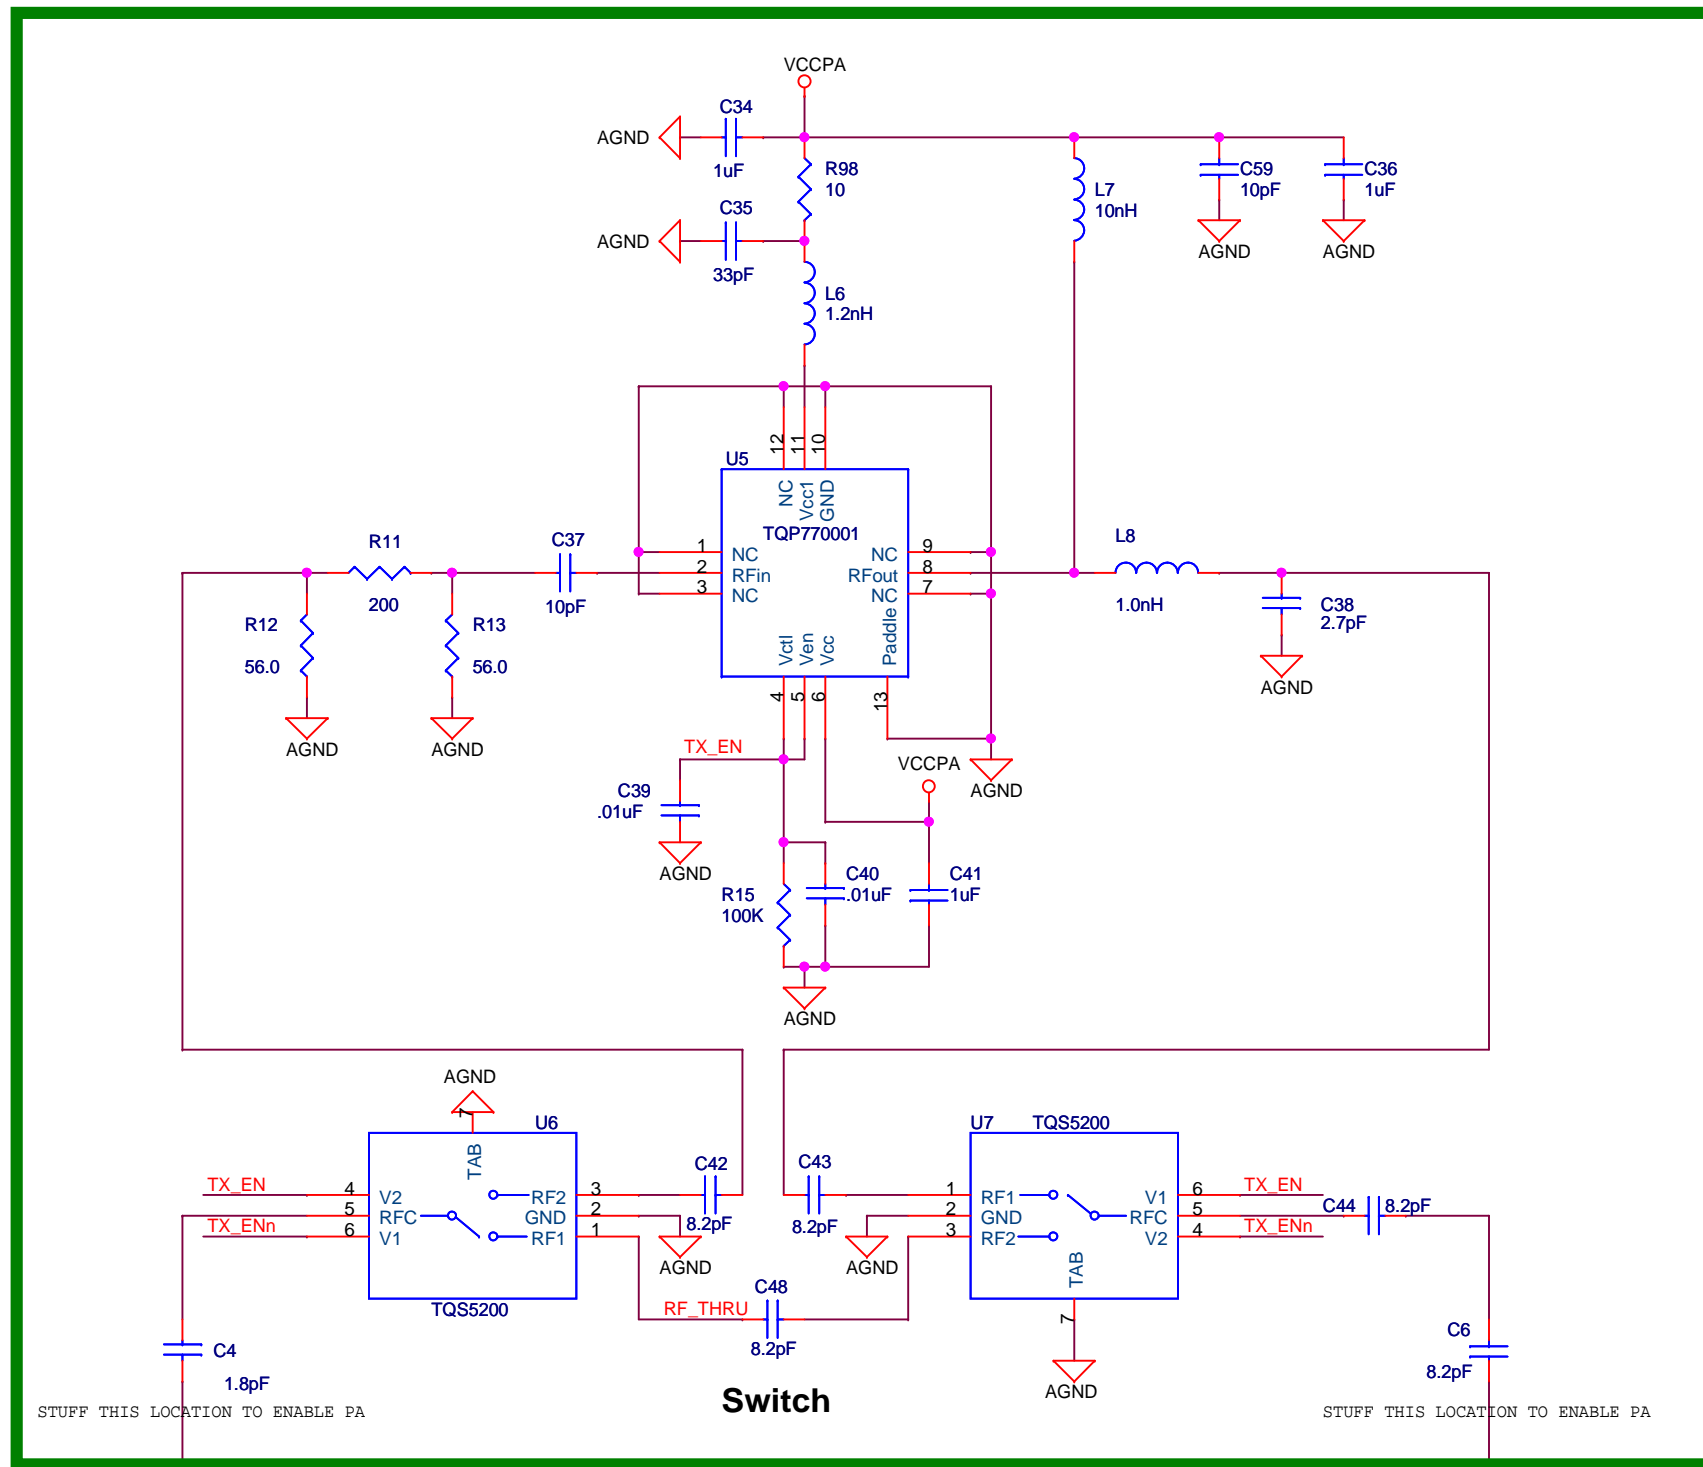 VCCPA
C34
AGND
1uF
R98
10
C59
10pF
C36
1uF
L7
10nH
C35
AGND
33pF
AGND
AGND
L6
1.2nH
12
11
10
U5
NC
Vcc1
GND
TQP770001
L8
R11
200
C37
10pF
1
NC
2
RFin
3
NC
NC
9
RFout
8
NC
7
1.0nH
C38
2.7pF
R12
56.0
R13
56.0
Vctl
Ven
Vcc
Paddle
AGND
4
5
6
13
AGND
AGND
TX_EN
VCCPA
AGND
C39
.01uF
AGND
R15
100K
C40
.01uF
C41
1uF
AGND
AGND
7
U6
TAB
U7
TQS5200
C42
8.2pF
C43
8.2pF
TX_EN
4
V2
RF2
3
5
RFC
GND
2
TX_ENn
6
V1
RF1
1
1
RF1
V1
6
TX_EN
2
GND
RFC
5
C44
8.2pF
3
RF2
V2
4
TX_ENn
AGND
AGND
TAB
TQS5200
RF_THRU
C48
8.2pF
7
AGND
C4
1.8pF
C6
8.2pF
Switch
STUFF THIS LOCATION TO ENABLE PA
STUFF THIS LOCATION TO ENABLE PA